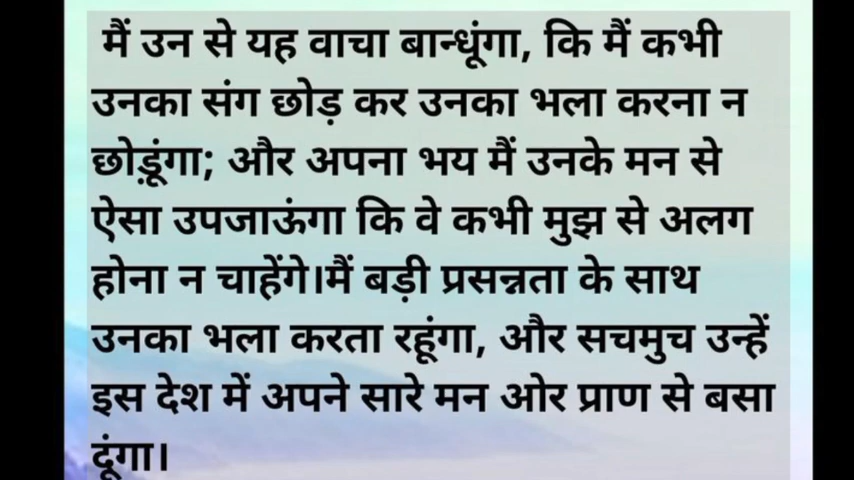 मैं उन से यह वाचा बान्धूंगा, कि मैं कभी
उनका संग छोड़ कर उनका भला करना न
छोड़ूंगा; और अपना भय मैं उनके मन से
ऐसा उपजाऊंगा कि वे कभी मुझ से अलग
होना न चाहेंगे।मैं बड़ी प्रसन्नता के साथ
उनका भला करता रहूंगा, और सचमुच उन्हें
इस देश में अपने सारे मन ओर प्राण से बसा
दूंगा।